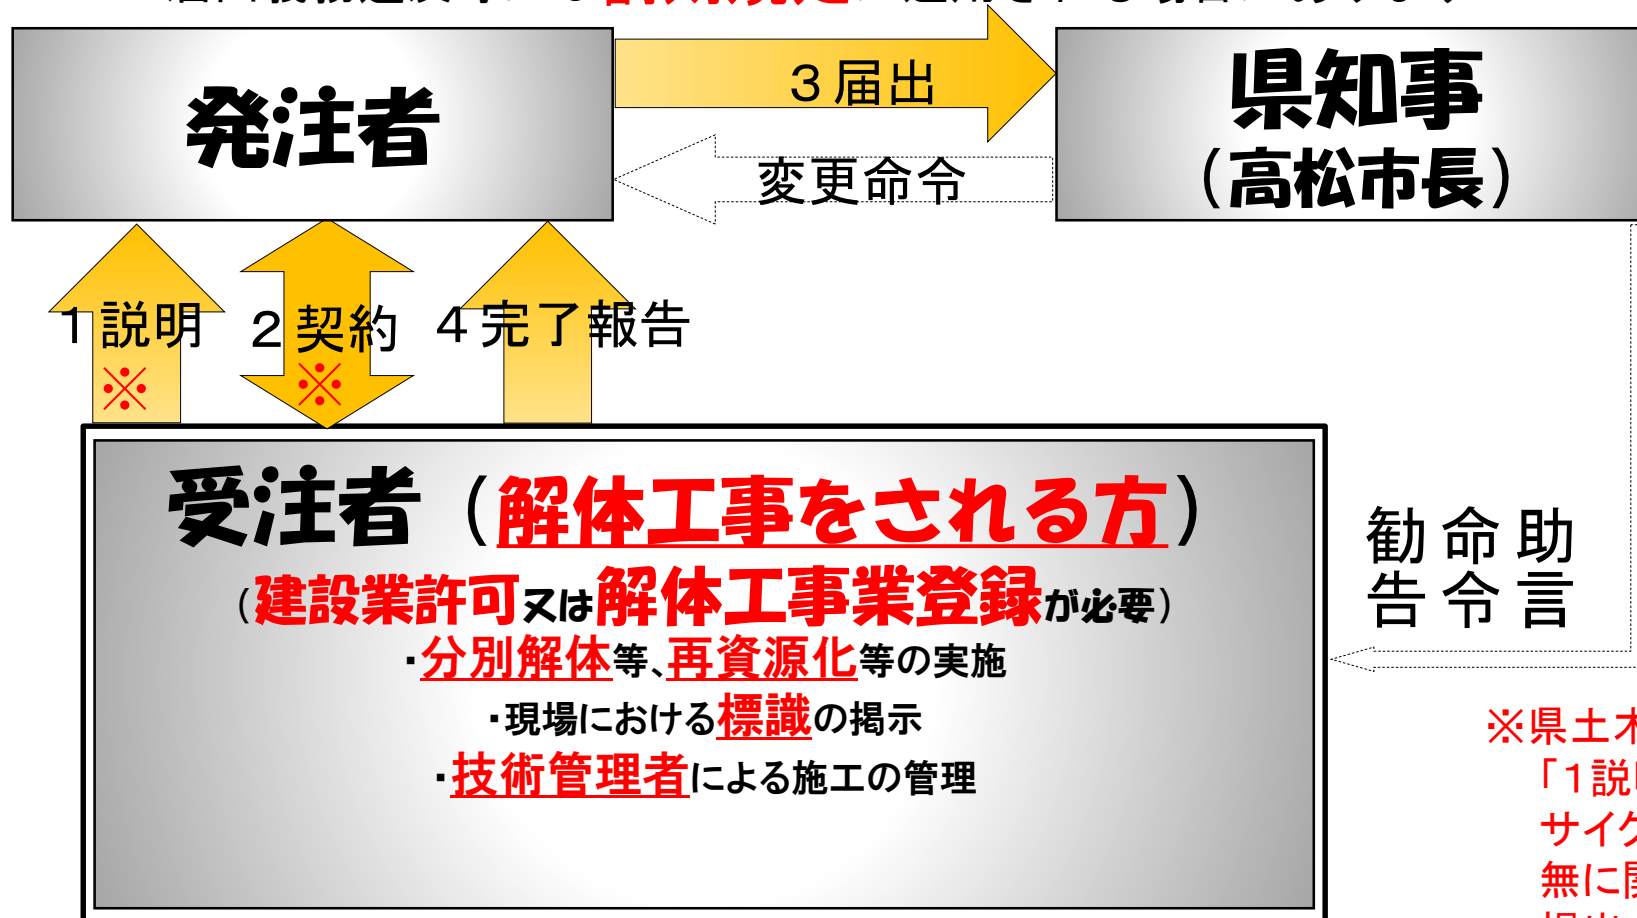 発注者
３届出
県知事
（高松市長）
変更命令
１説明
※
２契約
※
４完了報告
受注者（解体工事をされる方）
（建設業許可又は解体工事業登録が必要）
・分別解体等、再資源化等の実施
・現場における標識の掲示
・技術管理者による施工の管理
助言
命令
勧告
※県土木
「１説明
サイク
無に関